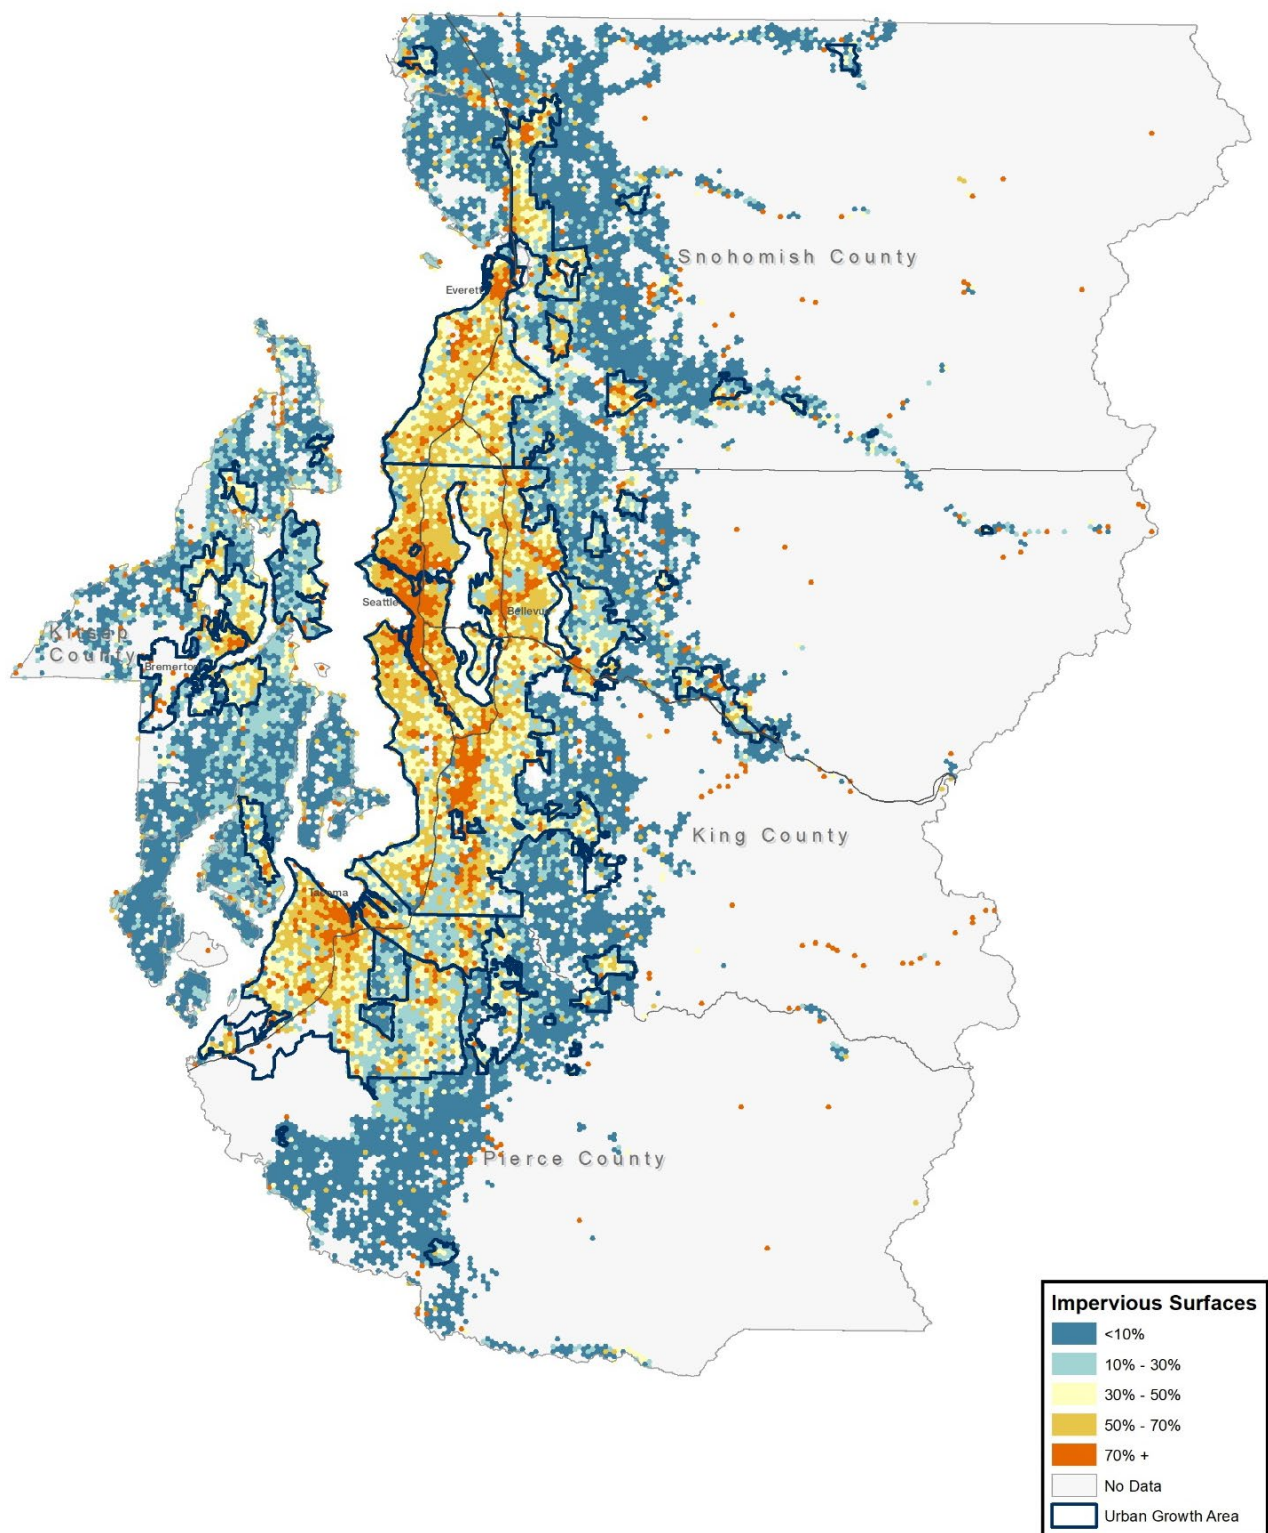 Snohomish County
Everett
Seattle
Bellevue
Kitsap
County
Bremerton
King County
Tacoma
Pierce County
Impervious Surfaces
<10%
10% - 30%
30% - 50%
50% - 70%
70% +
No Data
Urban Growth Area